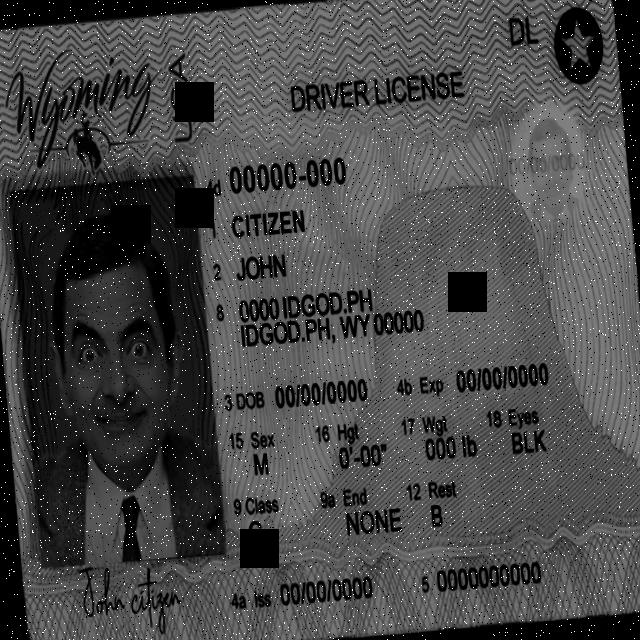 Wyoming
DRIVER LICENSE
DL
00000-000
1 CITIZEN
2 JOHN
8 0000 IDGOD.PH
IDGOD.PH, WY 00000
3 DOB 00/00/0000 4b Exp 00/00/0000
15 Sex 16 Hgt 17 Wgt 18 Eyes
M 0'-00" 000 lb BLK
9 Class 9a End 12 Rest
NONE B
John citizen
4a Iss 00/00/0000 5 0000000000